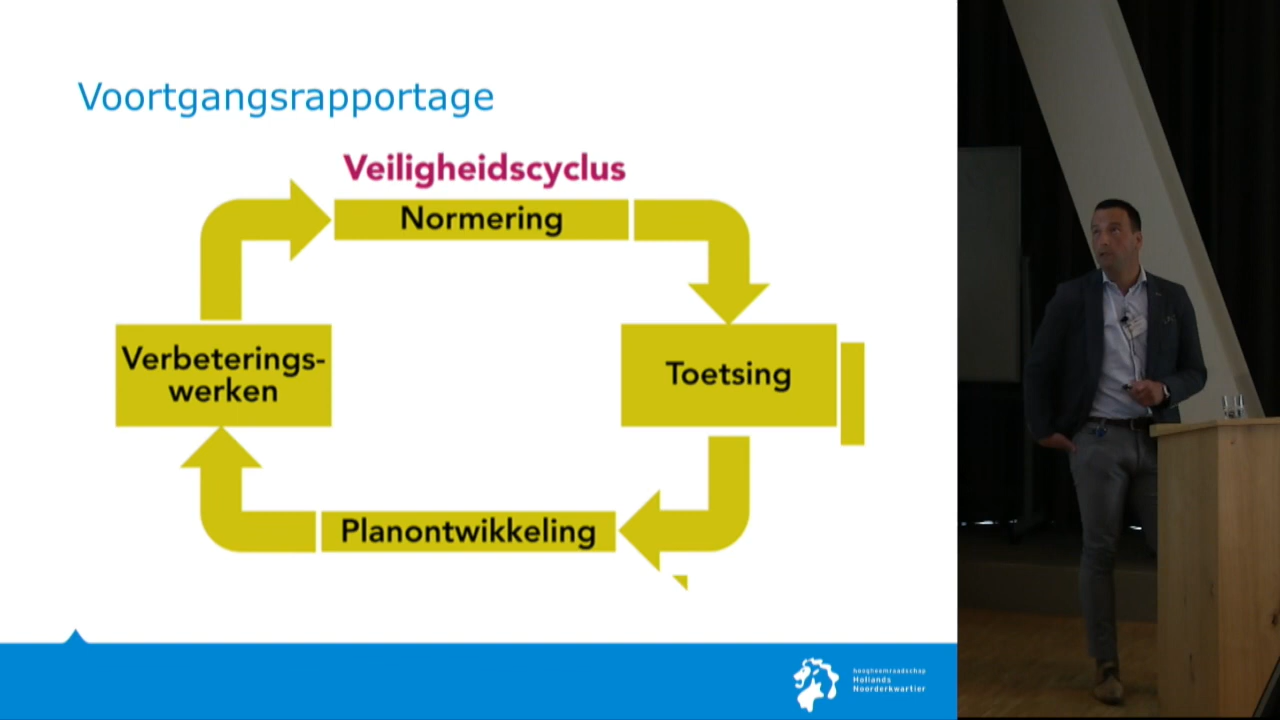 Voortgangsrapportage
Veiligheidscyclus
Normering
Verbeterings-
werken
Toetsing
Planontwikkeling
hoogheemraadschap
Hollands
Noorderkwartier